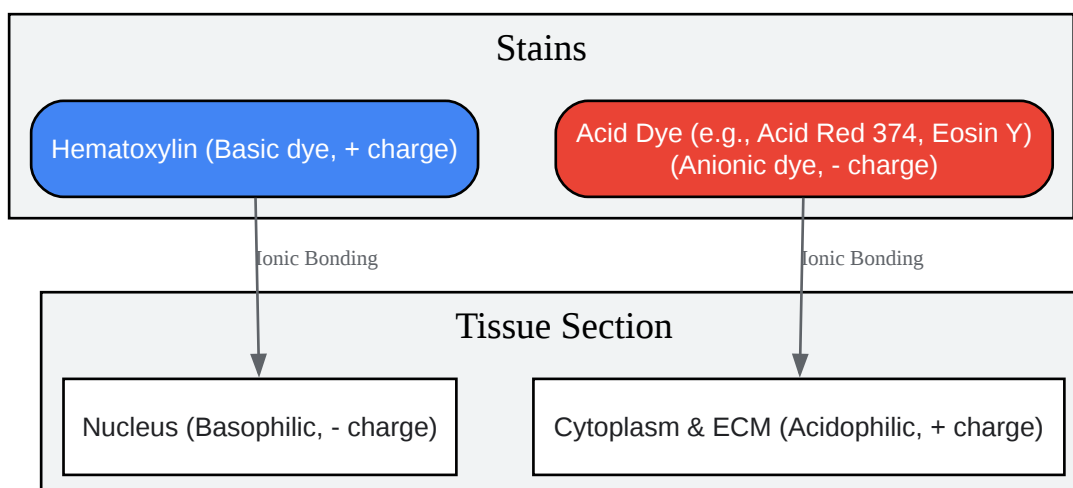 Stains
Hematoxylin (Basic dye, + charge)
Acid Dye (e.g., Acid Red 374, Eosin Y)
(Anionic dye, - charge)
Ionic Bonding
Ionic Bonding
Tissue Section
Nucleus (Basophilic, - charge)
Cytoplasm & ECM (Acidophilic, + charge)